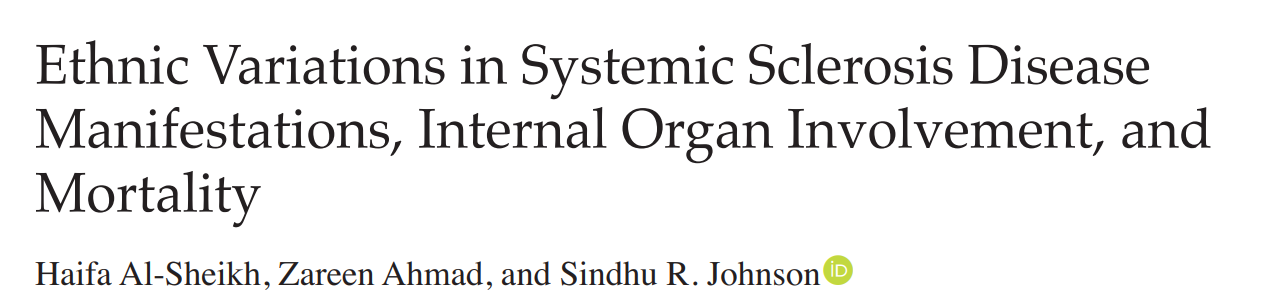 Ethnic Variations in Systemic Sclerosis Disease
Manifestations, Internal Organ Involvement, and
Mortality
Haifa Al-Sheikh, Zareen Ahmad, and Sindhu R. Johnson iD